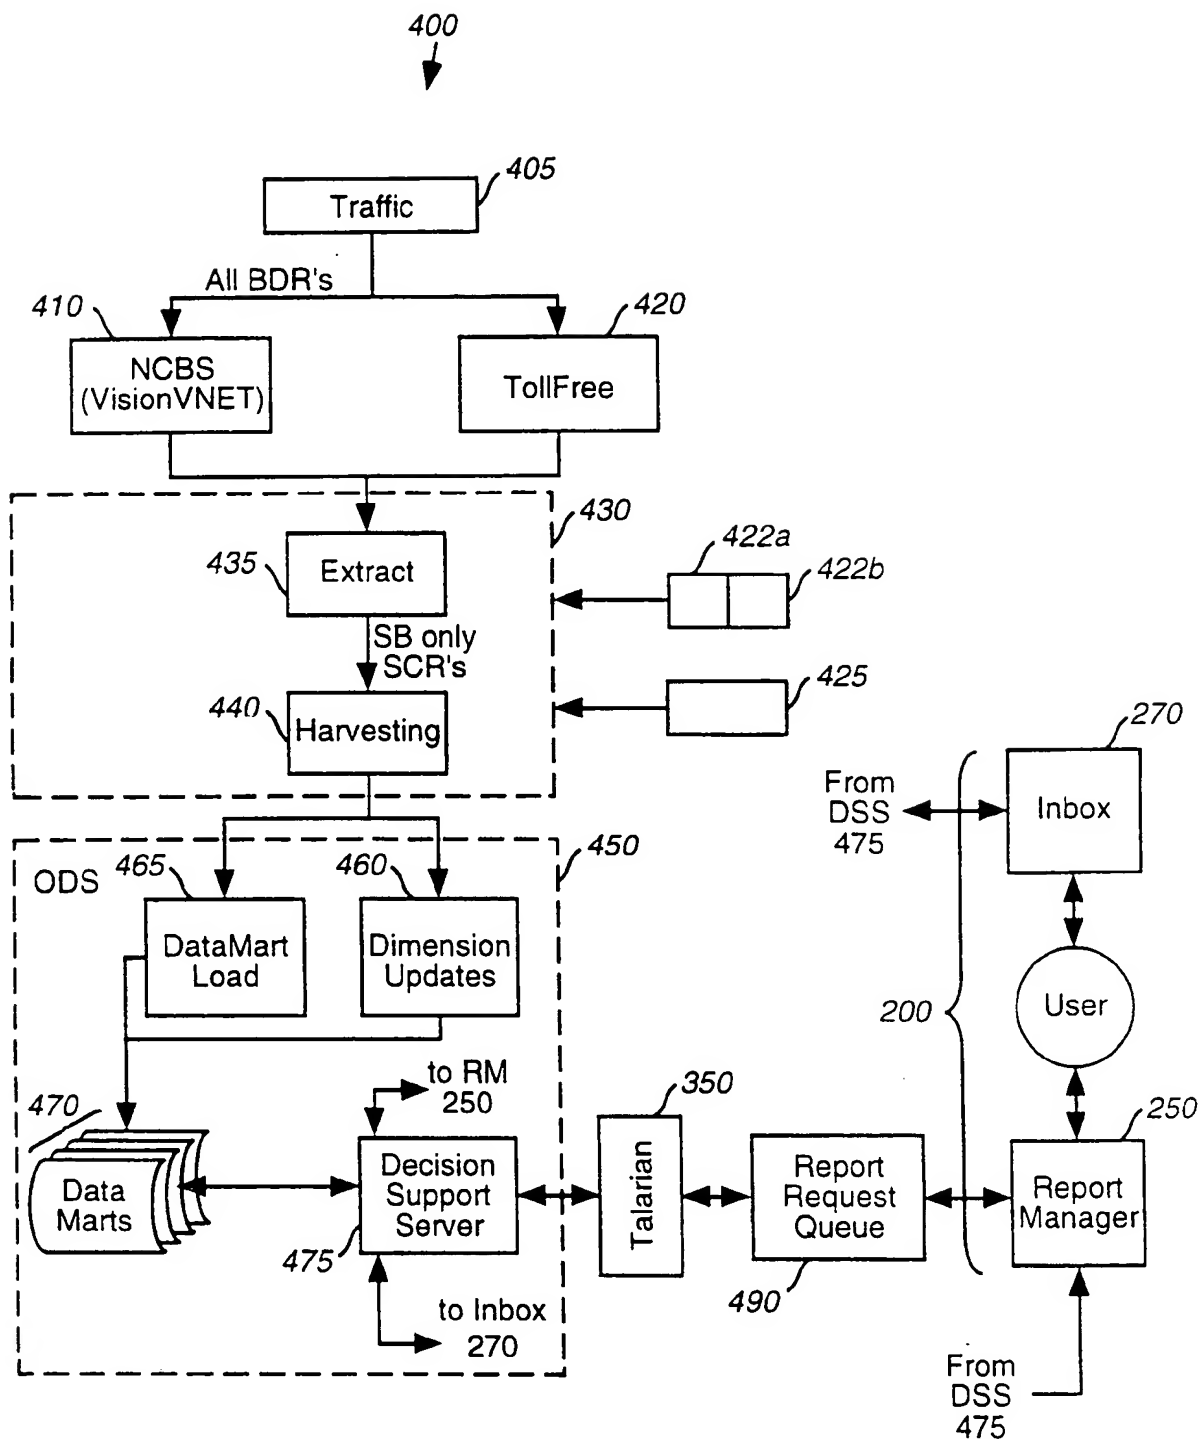 400
405
Traffic
All BDR's
410
420
NCBS
(VisionVNET)
TollFree
430
422a
435
Extract
422b
SB only
SCR's
425
440
Harvesting
270
From
DSS
475
Inbox
ODS
465
460
450
DataMart
Load
Dimension
Updates
200
User
to RM
250
350
470
250
Data
Marts
Decision
Support
Server
Talarian
Report
Request
Queue
Report
Manager
475
490
to Inbox
270
From
DSS
475